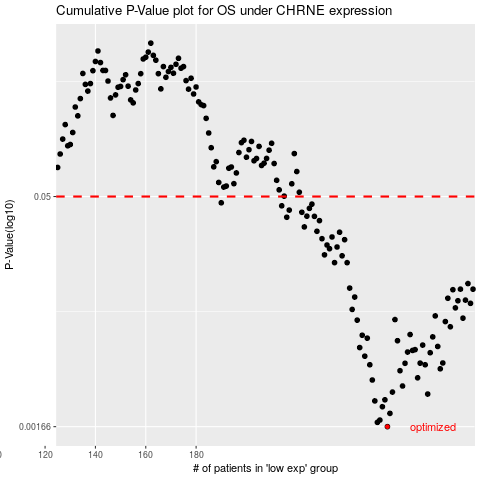 Cumulative P-Value plot for OS under CHRNE expression
P-Value(log10)
0.05
0.00166
optimized
0 120 140 160 180
# of patients in 'low exp' group